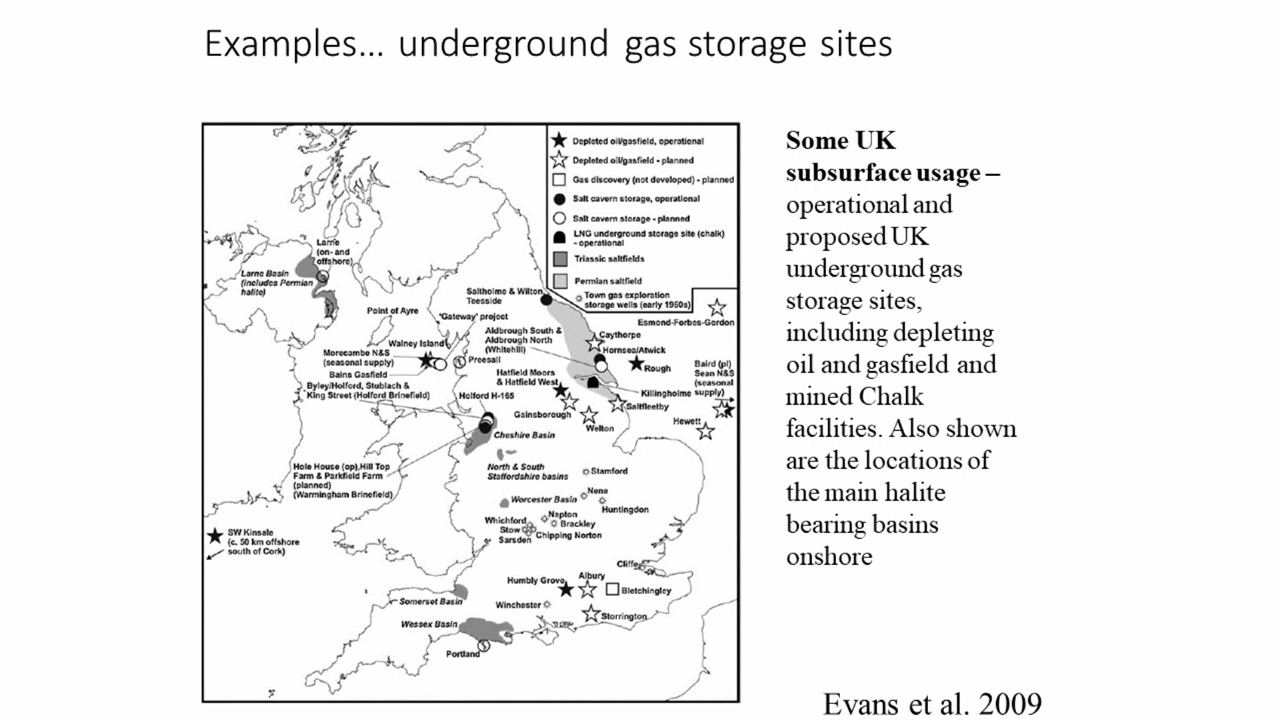 Examples... underground gas storage sites
Depleted oil/gasfield, operational
Depleted oil/gasfield - planned
Gas discovery (not developed) - planned
Salt cavern storage, operational
Salt cavern storage - planned
LNG underground storage site (chalk)
- operational
Triassic saltfields
Permian saltfield
Town gas exploration
storage wells (early 1960s)
Larne
(on- and
offshore)
Larne Basin
(includes Permian
halite)
Point of Ayre
Saltholme & Wilton,
Teesside
'Gateway' project
Walney Island
Morecambe N&S
(seasonal supply)
Bains Gasfield
Preesall
Aldbrough South &
Aldbrough North
(Whitehill)
Esmond-Forbes-Gordon
Caythorpe
Hornsea/Atwick
Rough
Baird (pl)
Sean N&S
(seasonal
supply)
Hatfield Moors
& Hatfield West
Killingholme
Byley/Holford, Stublach &
King Street (Holford Brinefield)
Holford H-165
Gainsborough
Saltfleetby
Welton
Hewett
Cheshire Basin
Hole House (op),Hill Top
Farm & Parkfield Farm
(planned)
(Warmingham Brinefield)
North & South
Staffordshire basins
Stamford
Nene
Huntingdon
Worcester Basin
Napton
Whichford
Brackley
Stow
Chipping Norton
Sarsden
SW Kinsale
(c. 50 km offshore
south of Cork)
Cliffe
Humbly Grove
Albury
Bletchingley
Somerset Basin
Winchester
Storrington
Wessex Basin
Portland
Some UK
subsurface usage –
operational and
proposed UK
underground gas
storage sites,
including depleting
oil and gasfield and
mined Chalk
facilities. Also shown
are the locations of
the main halite
bearing basins
onshore
Evans et al. 2009